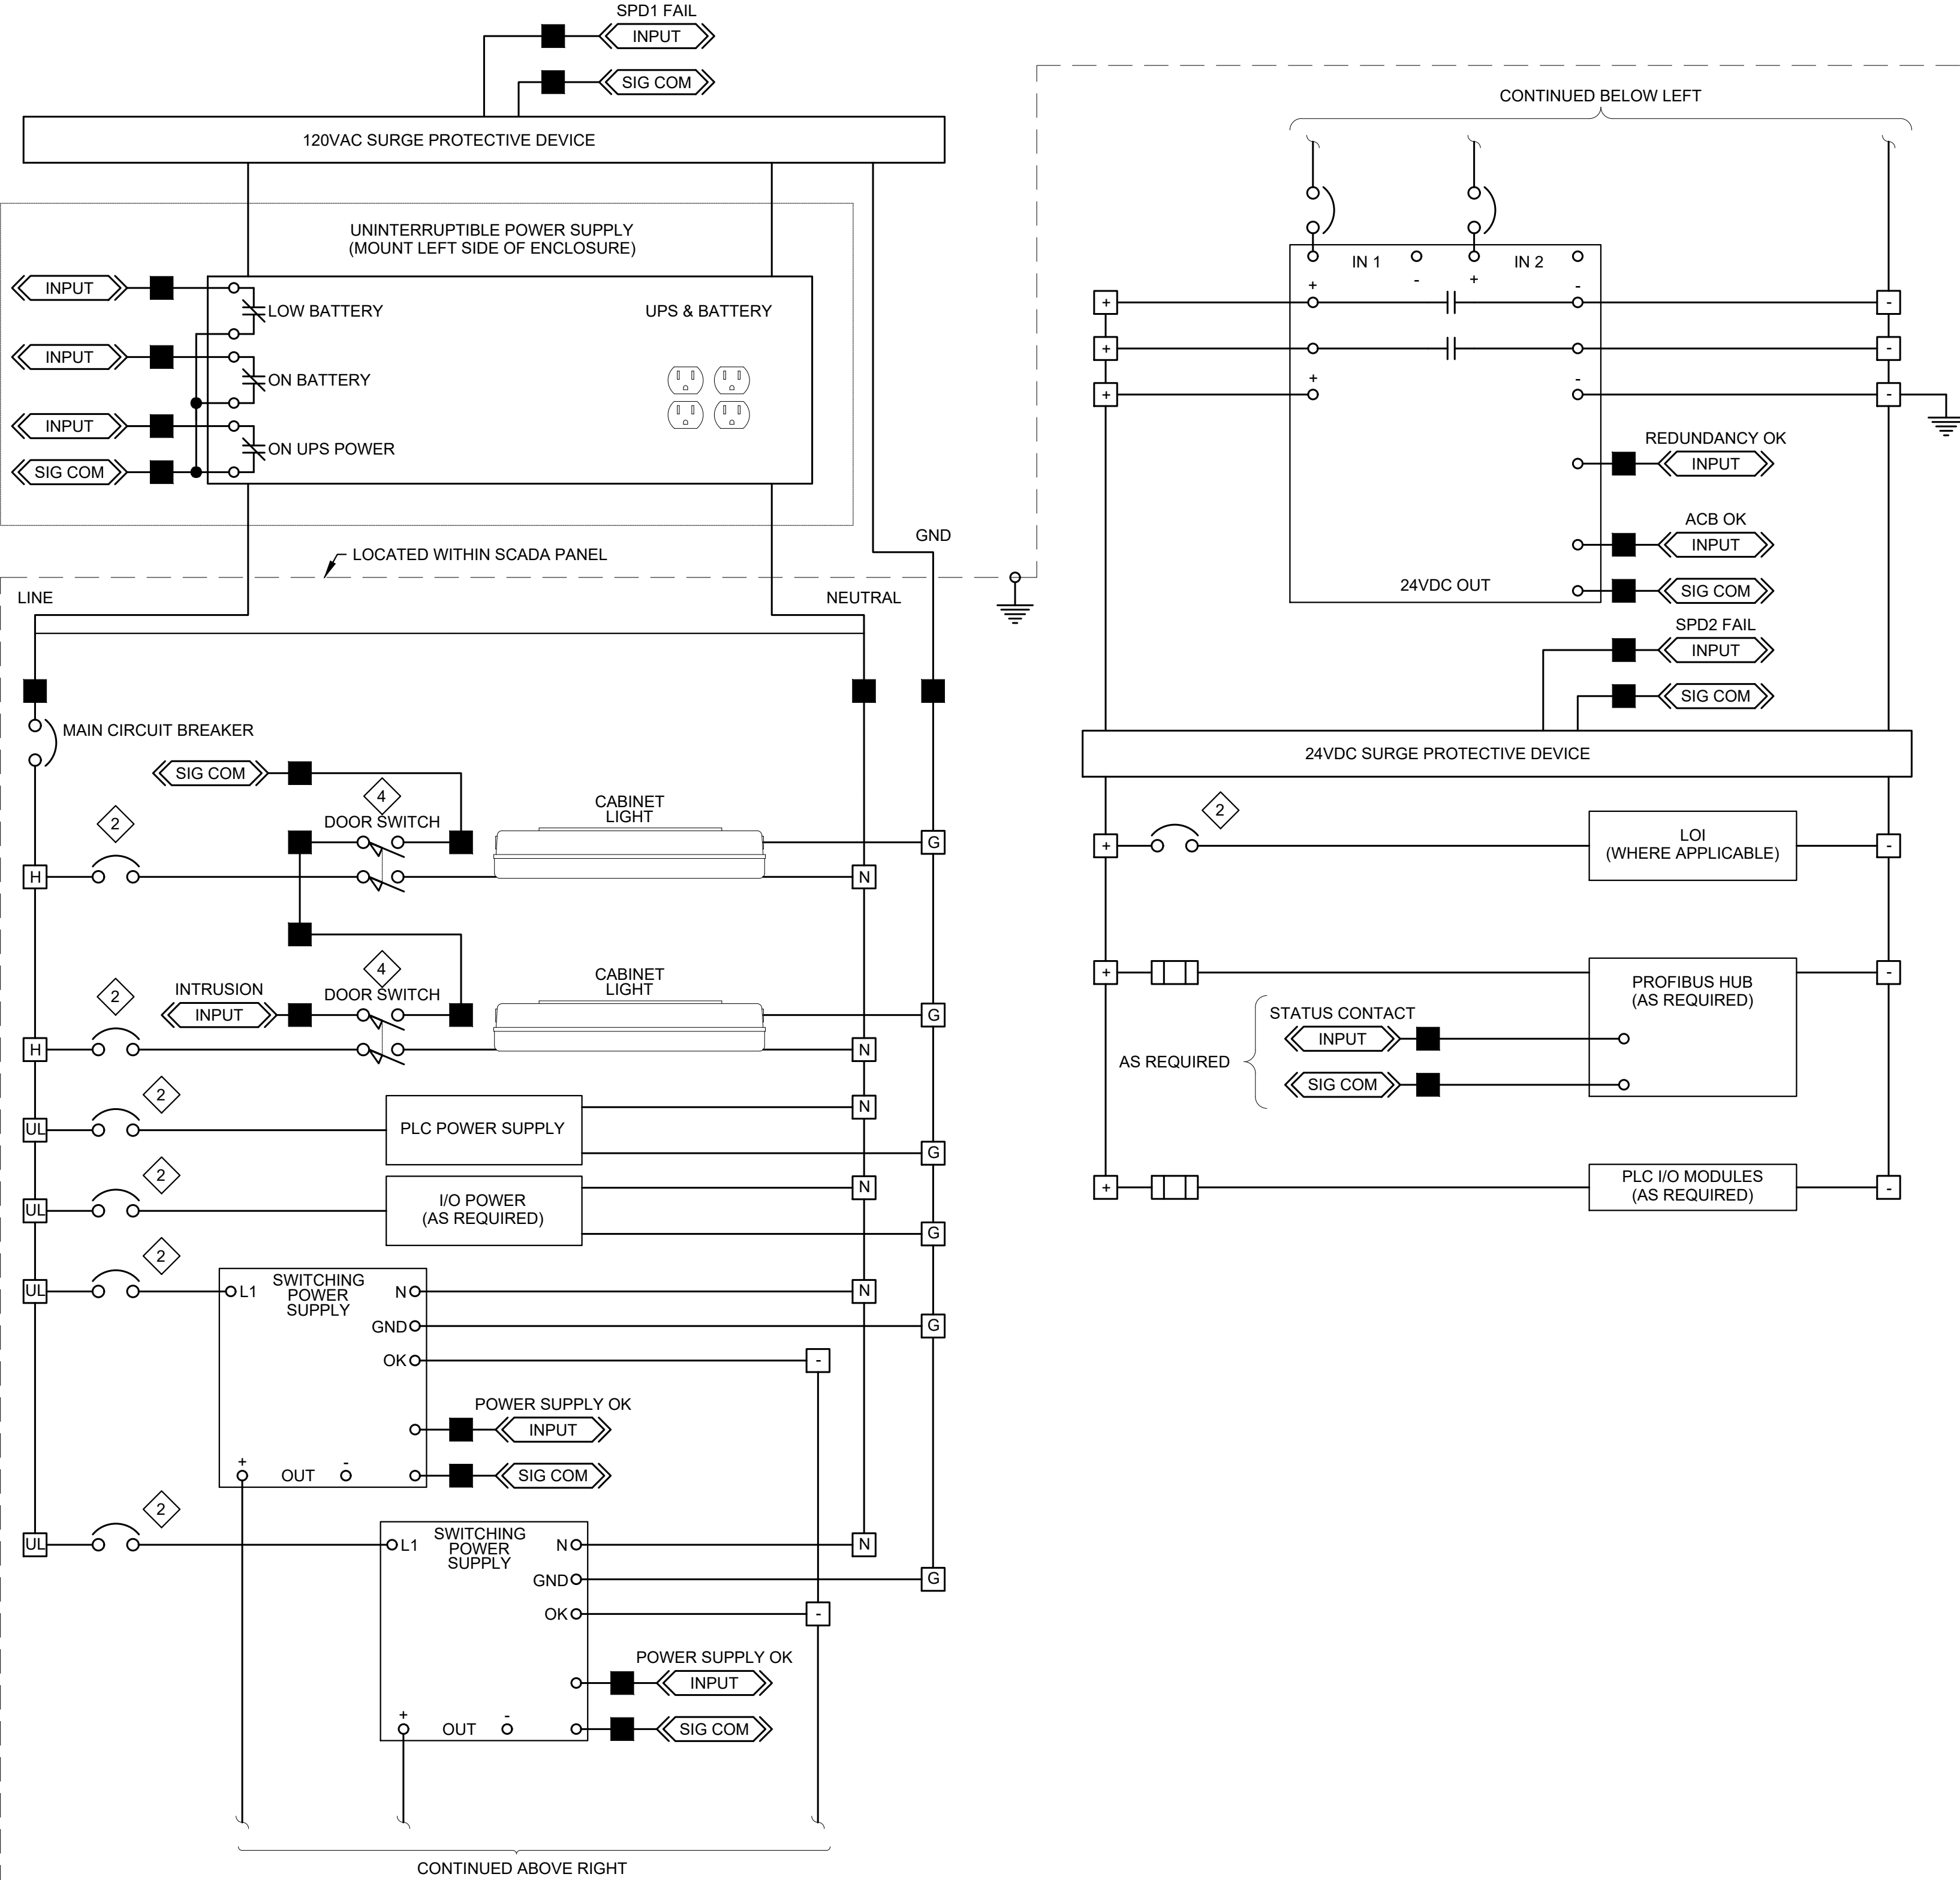 SPD1 FAIL
INPUT
SIG COM
120VAC SURGE PROTECTIVE DEVICE
UNINTERRUPTIBLE POWER SUPPLY
(MOUNT LEFT SIDE OF ENCLOSURE)
INPUT
LOW BATTERY
UPS & BATTERY
INPUT
ON BATTERY
INPUT
ON UPS POWER
SIG COM
GND
LOCATED WITHIN SCADA PANEL
LINE
NEUTRAL
MAIN CIRCUIT BREAKER
SIG COM
4
CABINET
LIGHT
2
DOOR SWITCH
G
H
N
4
CABINET
LIGHT
2
INTRUSION
DOOR SWITCH
INPUT
G
H
N
2
N
UL
PLC POWER SUPPLY
G
2
N
UL
I/O POWER
(AS REQUIRED)
G
2
SWITCHING
POWER
SUPPLY
UL
L1
N
N
GND
G
OK
-
POWER SUPPLY OK
INPUT
+
OUT
-
SIG COM
2
SWITCHING
POWER
SUPPLY
UL
L1
N
N
GND
G
OK
-
POWER SUPPLY OK
INPUT
+
OUT
-
SIG COM
CONTINUED ABOVE RIGHT
CONTINUED BELOW LEFT
IN 1
IN 2
+
-
+
-
+
-
+
-
+
-
+
-
REDUNDANCY OK
INPUT
ACB OK
INPUT
24VDC OUT
SIG COM
SPD2 FAIL
INPUT
SIG COM
24VDC SURGE PROTECTIVE DEVICE
2
LOI
(WHERE APPLICABLE)
+
-
+
PROFIBUS HUB
(AS REQUIRED)
-
STATUS CONTACT
INPUT
AS REQUIRED
SIG COM
+
PLC I/O MODULES
(AS REQUIRED)
-